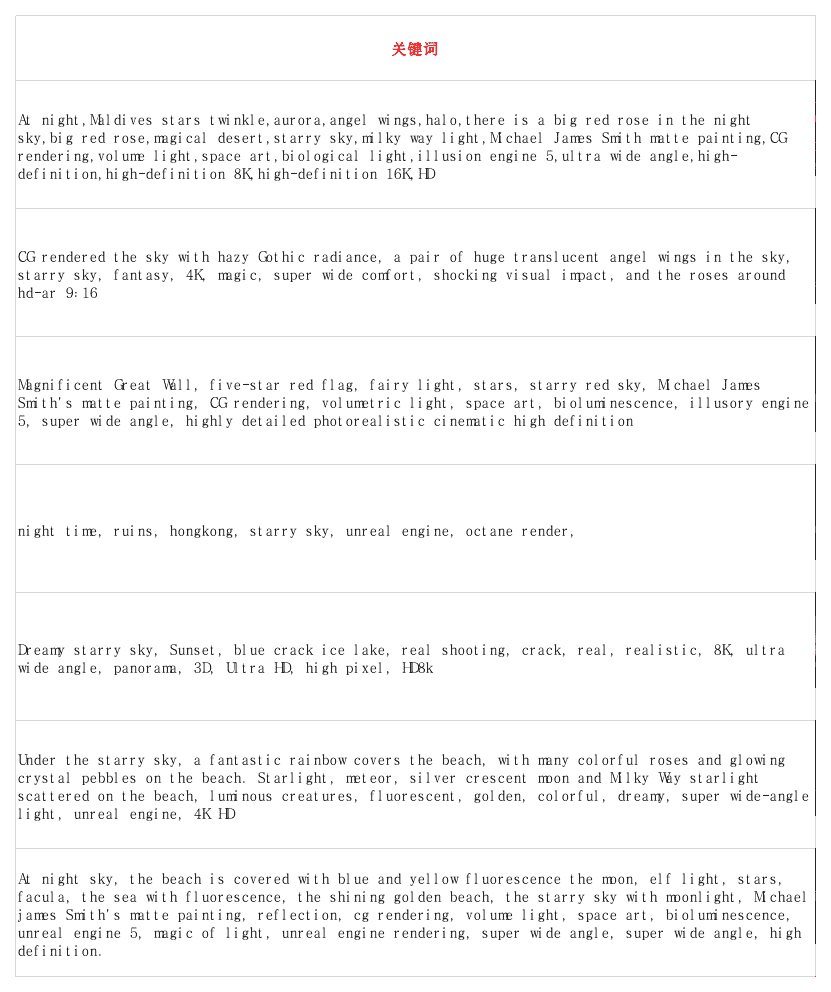 关键词
At night,Maldives stars twinkle,aurora,angel wings,halo,there is a big red rose in the night
sky,big red rose,magical desert,starry sky,milky way light,Michael James Smith matte painting,CG
rendering,volume light,space art,biological light,illusion engine 5,ultra wide angle,high-
definition,high-definition 8K,high-definition 16K,HD
CG rendered the sky with hazy Gothic radiance, a pair of huge translucent angel wings in the sky,
starry sky, fantasy, 4K, magic, super wide comfort, shocking visual impact, and the roses around
hd-ar 9:16
Magnificent Great Wall, five-star red flag, fairy light, stars, starry red sky, Michael James
Smith's matte painting, CG rendering, volumetric light, space art, bioluminescence, illusory engine
5, super wide angle, highly detailed photorealistic cinematic high definition
night time, ruins, hongkong, starry sky, unreal engine, octane render,
Dreamy starry sky, Sunset, blue crack ice lake, real shooting, crack, real, realistic, 8K, ultra
wide angle, panorama, 3D, Ultra HD, high pixel, HD8k
Under the starry sky, a fantastic rainbow covers the beach, with many colorful roses and glowing
crystal pebbles on the beach. Starlight, meteor, silver crescent moon and Milky Way starlight
scattered on the beach, luminous creatures, fluorescent, golden, colorful, dreamy, super wide-angle
light, unreal engine, 4K HD
At night sky, the beach is covered with blue and yellow fluorescence the moon, elf light, stars,
facula, the sea with fluorescence, the shining golden beach, the starry sky with moonlight, Michael
james Smith's matte painting, reflection, cg rendering, volume light, space art, bioluminescence,
unreal engine 5, magic of light, unreal engine rendering, super wide angle, super wide angle, high
definition.